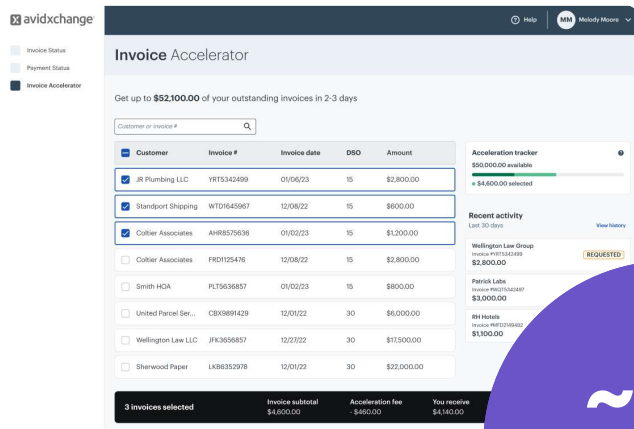 avidxchange
Help
MM Melody Moore
Invoice Status
Payment Status
Invoice Accelerator
Invoice Accelerator
Get up to $52,100.00 of your outstanding invoices in 2-3 days
Customer or invoice #
Customer Invoice # Invoice date DSO Amount
JR Plumbing LLC YRT5342499 01/06/23 15 $2,800.00
Standport Shipping WTD1645967 12/08/22 15 $600.00
Coltier Associates AHR8575636 01/02/23 15 $1,200.00
Coltier Associates FRD1125476 12/08/22 15 $2,800.00
Smith HOA PLT5636857 01/02/23 15 $800.00
United Parcel Ser... CBX9891429 12/01/22 30 $6,000.00
Wellington Law LLC JFK3656857 12/27/22 30 $17,500.00
Sherwood Paper LKB6352978 12/01/22 30 $22,000.00
Acceleration tracker
$50,000.00 available
$4,600.00 selected
Recent activity
Last 30 days View history
Wellington Law Group
Invoice #YRT5342499
$2,800.00
REQUESTED
Patrick Labs
Invoice #WQT5342497
$3,000.00
RH Hotels
Invoice #MFD2149482
$1,100.00
3 invoices selected
Invoice subtotal Acceleration fee You receive
$4,600.00 - $460.00 $4,140.00